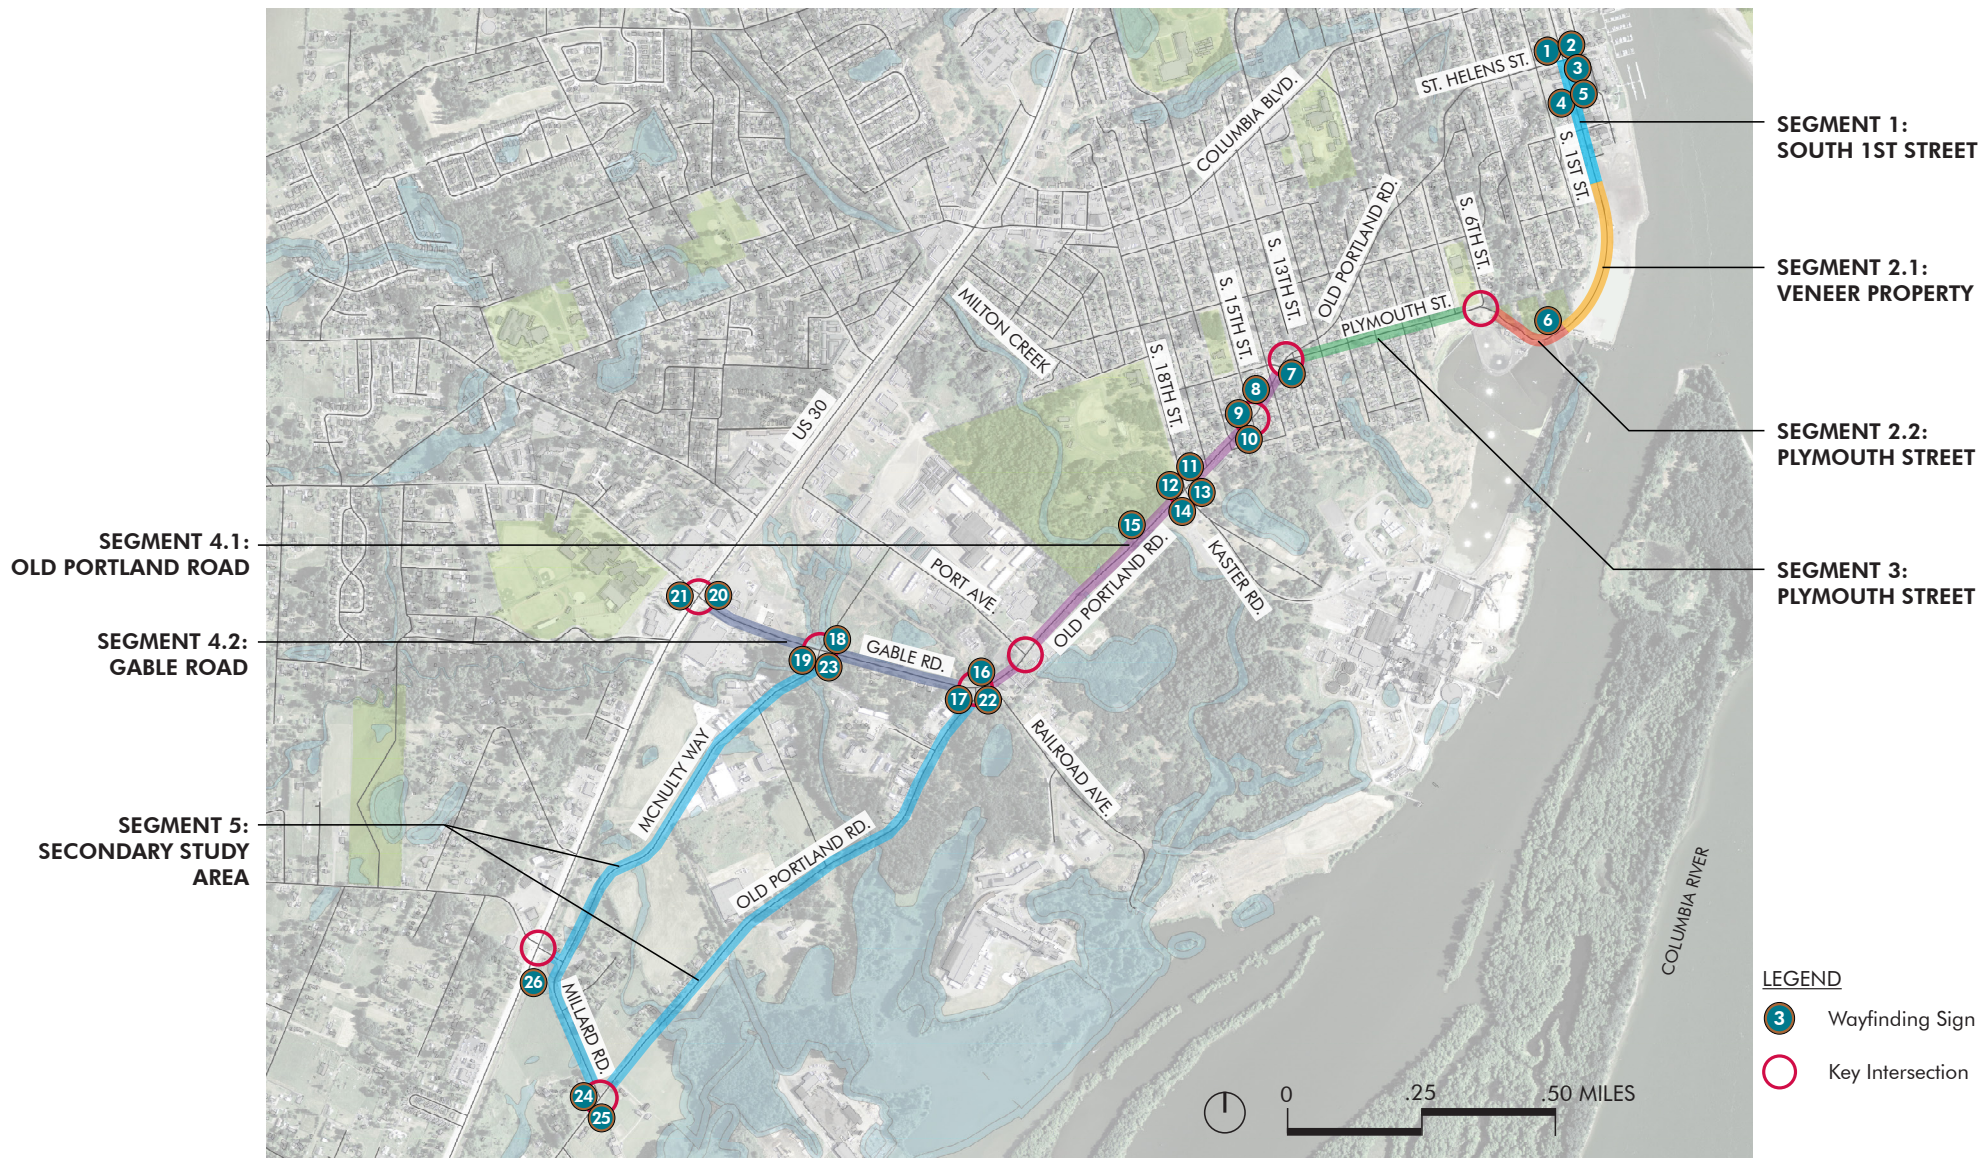 SEGMENT 1:
SOUTH 1ST STREET
SEGMENT 2.1:
VENEER PROPERTY
SEGMENT 2.2:
PLYMOUTH STREET
SEGMENT 3:
PLYMOUTH STREET
SEGMENT 4.1:
OLD PORTLAND ROAD
SEGMENT 4.2:
GABLE ROAD
SEGMENT 5:
SECONDARY STUDY
AREA
ST. HELENS ST.
COLUMBIA BLVD.
S. 1ST ST.
S. 6TH ST.
OLD PORTLAND RD.
S. 13TH ST.
S. 15TH ST.
PLYMOUTH ST.
MILTON CREEK
S. 18TH ST.
US 30
KASTER RD.
PORT AVE.
OLD PORTLAND RD.
GABLE RD.
RAILROAD AVE.
MCNULTY WAY
OLD PORTLAND RD.
MILLARD RD.
COLUMBIA RIVER
1
2
3
4
5
6
7
8
9
10
11
12
13
14
15
16
17
18
19
20
21
22
23
24
25
26
LEGEND
3 Wayfinding Sign
Key Intersection
0 .25 .50 MILES